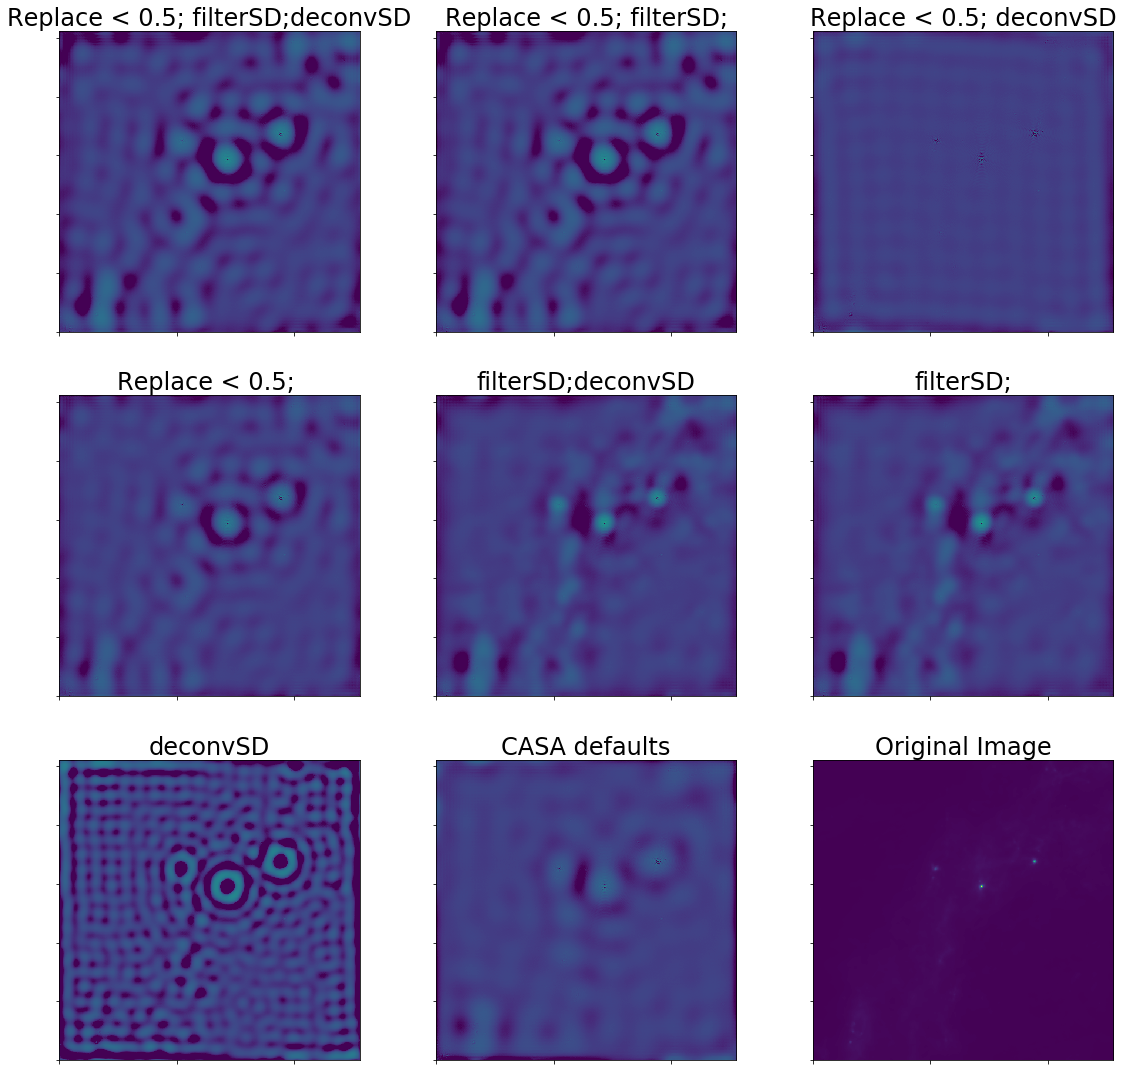 Replace < 0.5; filterSD;deconvSD
Replace < 0.5; filterSD;
Replace < 0.5; deconvSD
Replace < 0.5;
filterSD;deconvSD
filterSD;
deconvSD
CASA defaults
Original Image